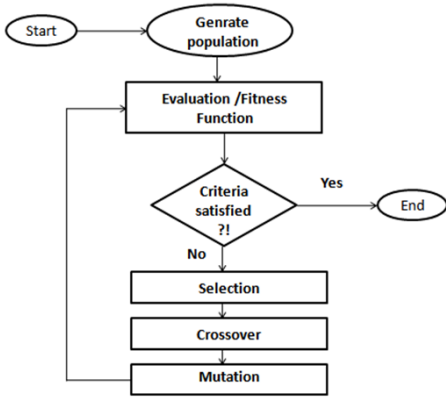 Start
Genrate
population
Evaluation /Fitness
Function
Criteria
satisfied
?!
Yes
End
No
Selection
Crossover
Mutation